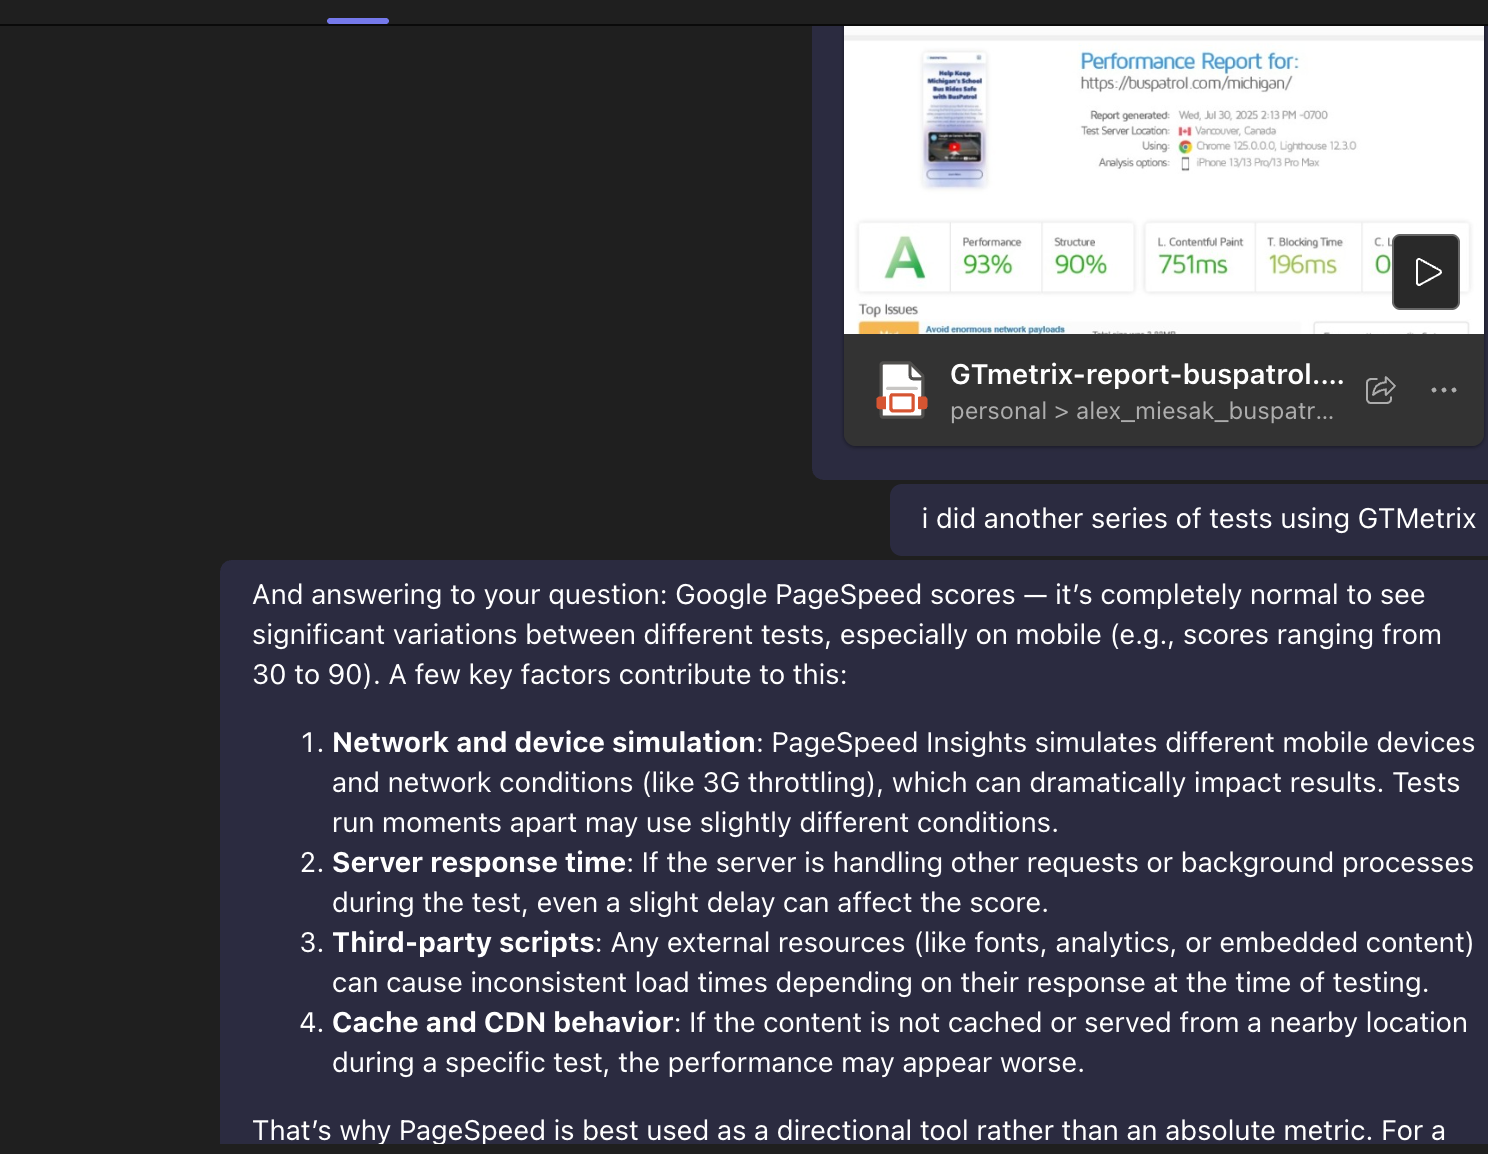 Help Keep
Michigan's School
Bus Rides Safe
with BusPatrol
Performance Report for:
https://buspatrol.com/michigan/
Report generated: Wed, Jul 30, 2025 2:13 PM -0700
Test Server Location: Vancouver, Canada
Using: Chrome 125.0.0.0, Lighthouse 12.3.0
Analysis options: iPhone 13/13 Pro/13 Pro Max
A
Performance
93%
Structure
90%
L. Contentful Paint
751ms
T. Blocking Time
196ms
C. L
0
Top Issues
Avoid enormous network payloads
GTmetrix-report-buspatrol....
personal > alex_miesak_buspatr...
i did another series of tests using GTMetrix
And answering to your question: Google PageSpeed scores — it's completely normal to see
significant variations between different tests, especially on mobile (e.g., scores ranging from
30 to 90). A few key factors contribute to this:
1. Network and device simulation: PageSpeed Insights simulates different mobile devices
and network conditions (like 3G throttling), which can dramatically impact results. Tests
run moments apart may use slightly different conditions.
2. Server response time: If the server is handling other requests or background processes
during the test, even a slight delay can affect the score.
3. Third-party scripts: Any external resources (like fonts, analytics, or embedded content)
can cause inconsistent load times depending on their response at the time of testing.
4. Cache and CDN behavior: If the content is not cached or served from a nearby location
during a specific test, the performance may appear worse.
That's why PageSpeed is best used as a directional tool rather than an absolute metric. For a